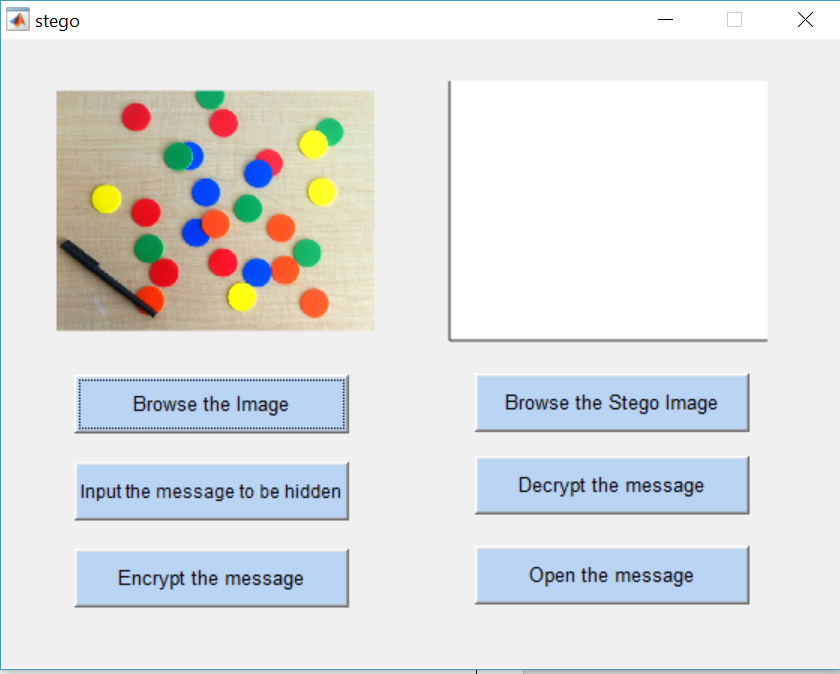 stego
Browse the Image
Browse the Stego Image
Input the message to be hidden
Decrypt the message
Encrypt the message
Open the message